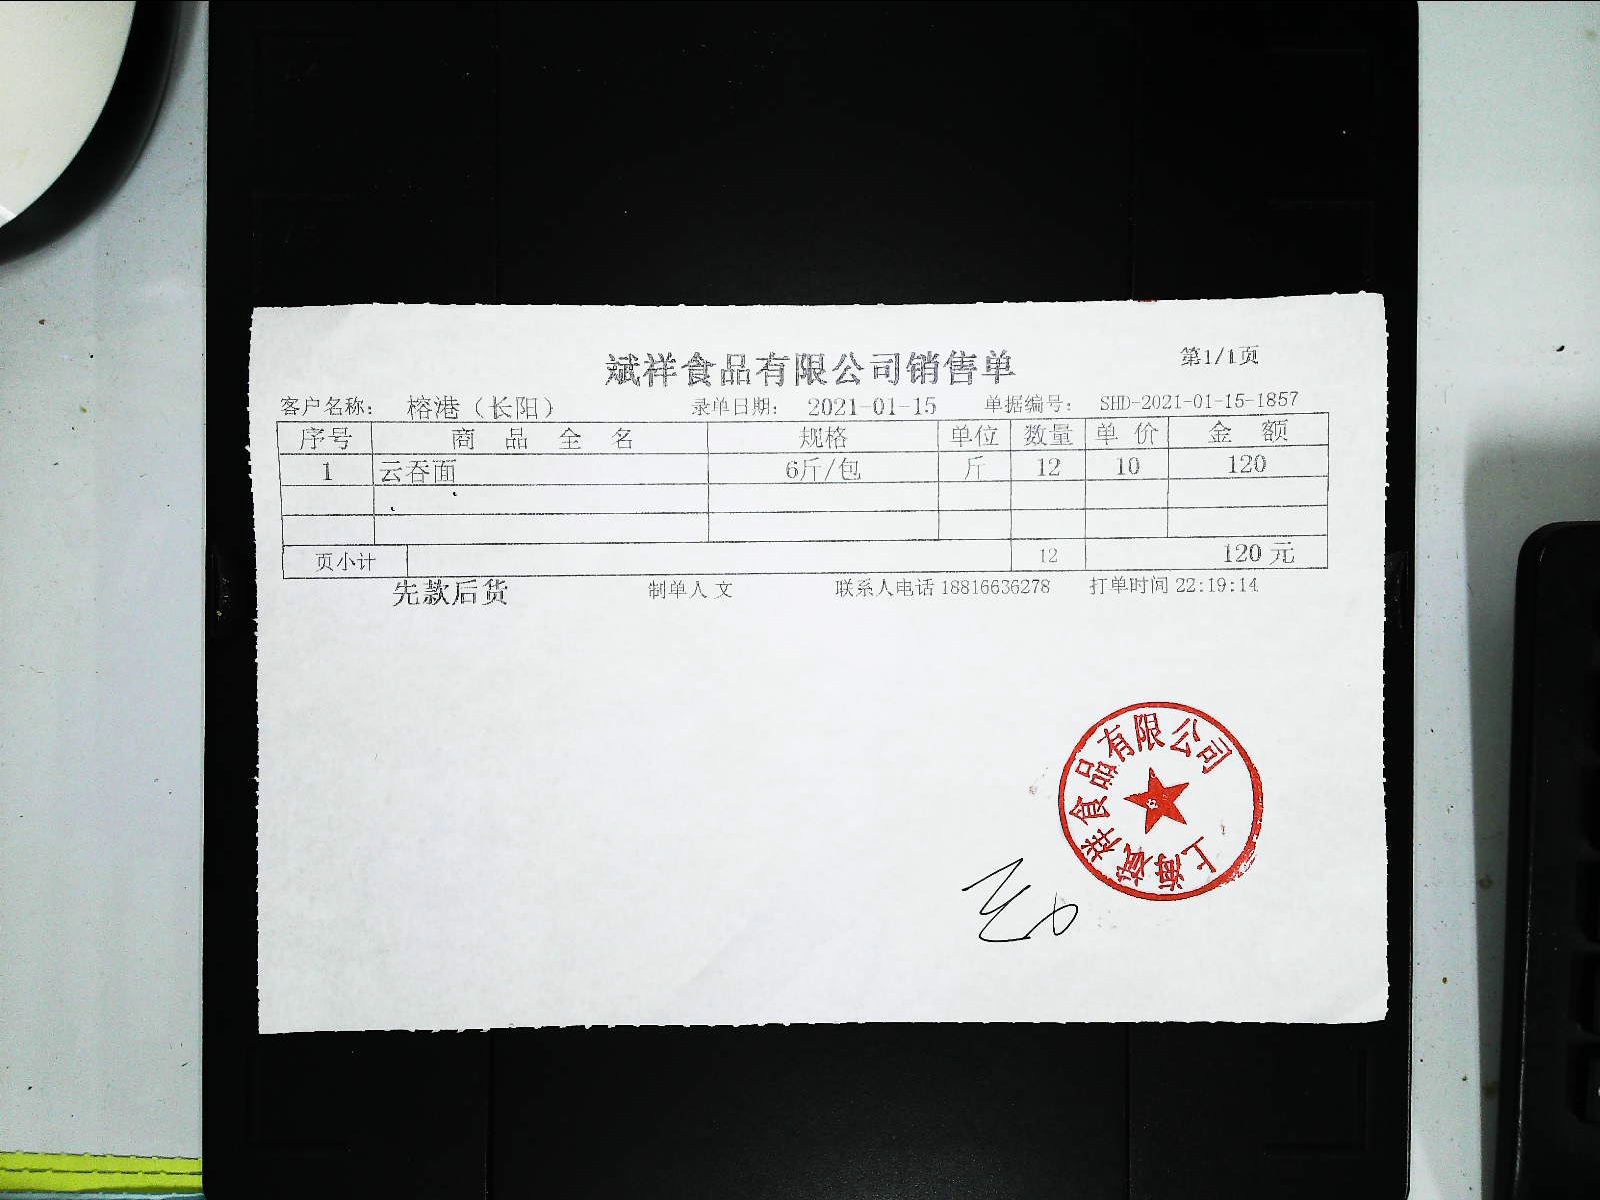 斌祥食品有限公司销售单 第1/1页
客户名称： 榕港（长阳） 录单日期： 2021-01-15 单据编号： SHD-2021-01-15-1857
序号 商 品 全 名 规格 单位 数量 单 价 金 额
1 云吞面 6斤/包 斤 12 10 120
页小计 12 120 元
先款后货 制单人 文 联系人电话 18816636278 打单时间 22:19:14
上海斌祥食品有限公司